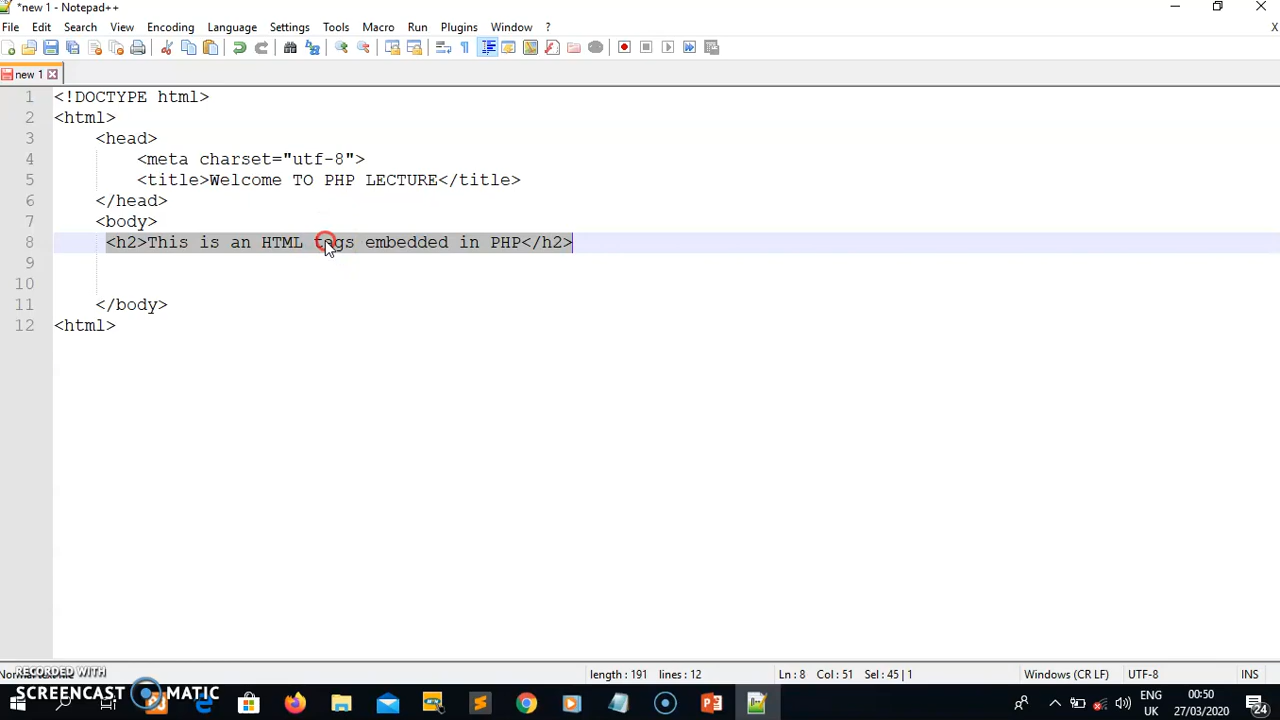 *new 1 - Notepad++
File Edit Search View Encoding Language Settings Tools Macro Run Plugins Window ?
new 1
1 <!DOCTYPE html>
2 <html>
3 <head>
4 <meta charset="utf-8">
5 <title>Welcome TO PHP LECTURE</title>
6 </head>
7 <body>
8 <h2>This is an HTML tags embedded in PHP</h2>
9
10
11 </body>
12 <html>
length : 191 lines : 12 Ln : 8 Col : 51 Sel : 45 | 1 Windows (CR LF) UTF-8 INS
RECORDED WITH
SCREENCAST MATIC
ENG 00:50
UK 27/03/2020 24